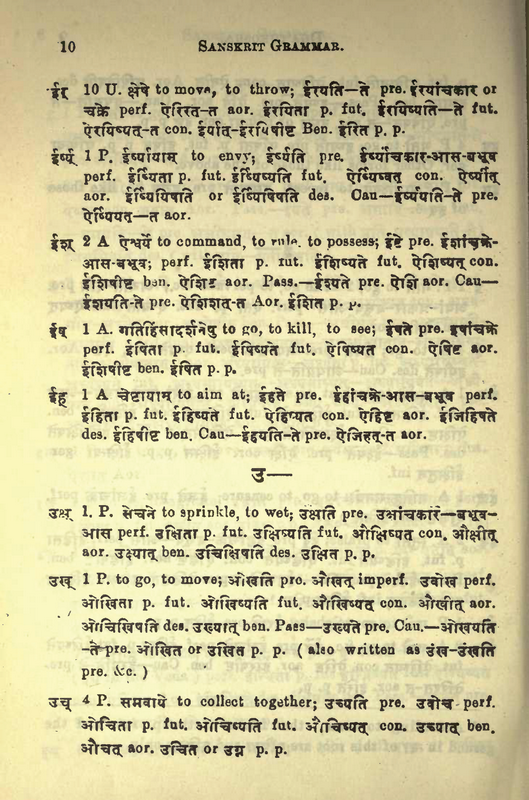 10 SANSKRIT GRAMMAR.
ईर् 10 U. क्षेपे to move, to throw; ईरयति—ते pre. ईरयांचकार or
चक्रे perf. ऐरिरत्-त aor. ईरयिता p. fut. ईरयिष्यति—ते fut.
ऐरयिष्यत्-त con. ईर्यात्-ईरयिषीष्ट Ben. ईरित p. p.
ईर्ष्य् 1 P. ईर्ष्यायाम् to envy; ईर्ष्यति pre. ईर्ष्यांचकार-आस-बभूव
perf. ईर्ष्यिता p. fut. ईर्ष्यिष्यति fut. ऐर्ष्यिष्यत् con. ऐर्ष्यीत्
aor. ईर्ष्यियिषति or ईर्ष्यिषिषति des. Cau—ईर्ष्ययति-ते pre.
ऐर्ष्यियत्—त aor.
ईश् 2 A ऐश्वर्ये to command, to rule, to possess; ईष्टे pre. ईशांचक्रे-
आस-बभूव; perf. ईशिता p. fut. ईशिष्यते fut. ऐशिष्यत् con.
ईशिषीष्ट ben. ऐशिष्ट aor. Pass.—ईश्यते pre. ऐशि aor. Cau—
ईशयति-ते pre. ऐशिशत्-त Aor. ईशित p. p.
ईष् 1 A. गतिहिंसादर्शनेषु to go, to kill, to see; ईषते pre. ईषांचक्रे
perf. ईषिता p. fut. ईषिष्यते fut. ऐषिष्यत con. ऐषिष्ट aor.
ईषिषीष्ट ben. ईषित p. p.
ईह् 1 A चेष्टायाम् to aim at; ईहते pre. ईहांचक्रे-आस-बभूव perf.
ईहिता p. fut. ईहिष्यते fut. ऐहिष्यत con. ऐहिष्ट aor. ईजिहिषते
des. ईहिषीष्ट ben. Cau—ईहयति—ते pre. ऐजिहत्-त aor.
उ—
उक्ष् 1. P. सेचने to sprinkle, to wet; उक्षति pre. उक्षांचकार—बभूव-
आस perf. उक्षिता p. fut. उक्षिष्यति fut. औक्षिष्यत् con. औक्षीत्
aor. उक्ष्यात् ben. उचिक्षिषति des. उक्षित p. p.
उख् 1 P. to go, to move; ओखति pre. औखत् imperf. उवोख perf.
ओखिता p. fut. ओखिष्यति fut. औखिष्यत् con. औखीत् aor.
ओचिखिषति des. उख्यात् ben. Pass—उख्यते pre. Cau.—ओखयति
-ते pre. ओखित or उखित p. p. ( also written as उंख-उंखति
pre. &c. )
उच् 4 P. समवाये to collect together; उच्यति pre. उवोच perf.
ओचिता p. fut. ओचिष्यति fut. औचिष्यत् con. उच्यात् ben.
औचत् aor. उचित or उग्र p. p.